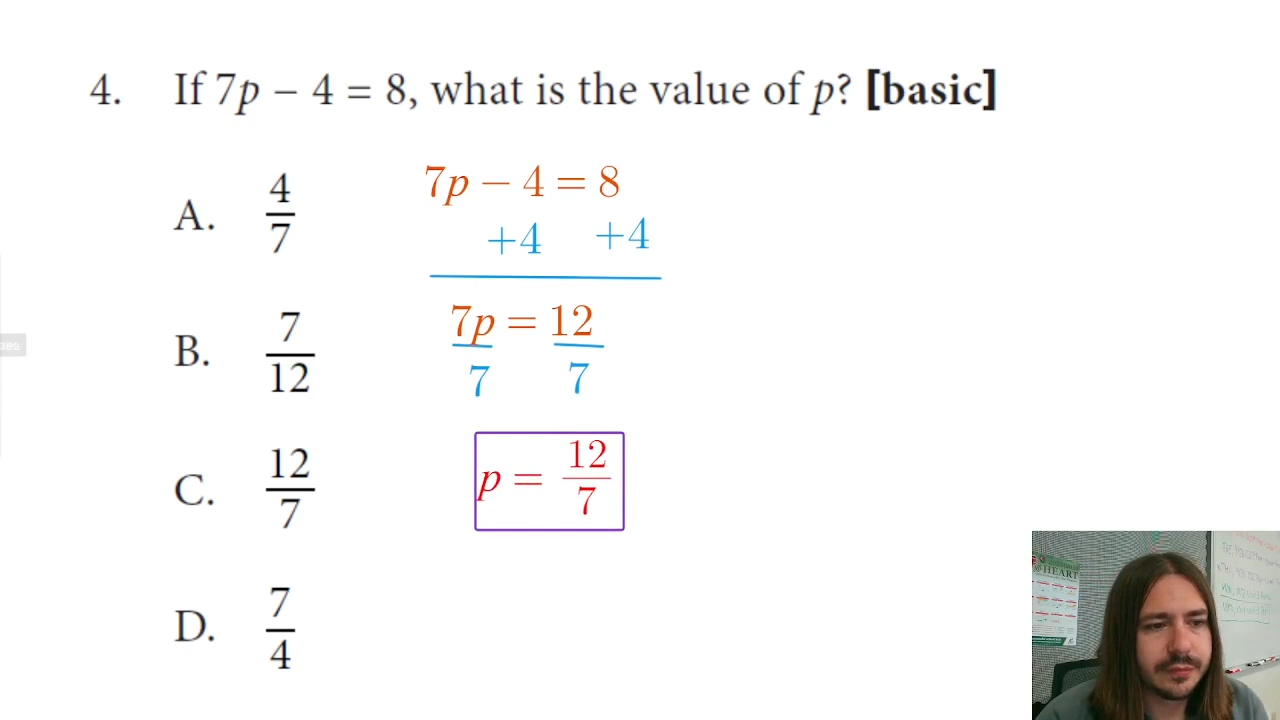 4. If 7p − 4 = 8, what is the value of p? [basic]
A. 4/7
B. 7/12
C. 12/7
D. 7/4
7p − 4 = 8
+4 +4
7p = 12
7 7
p = 12/7
HEART